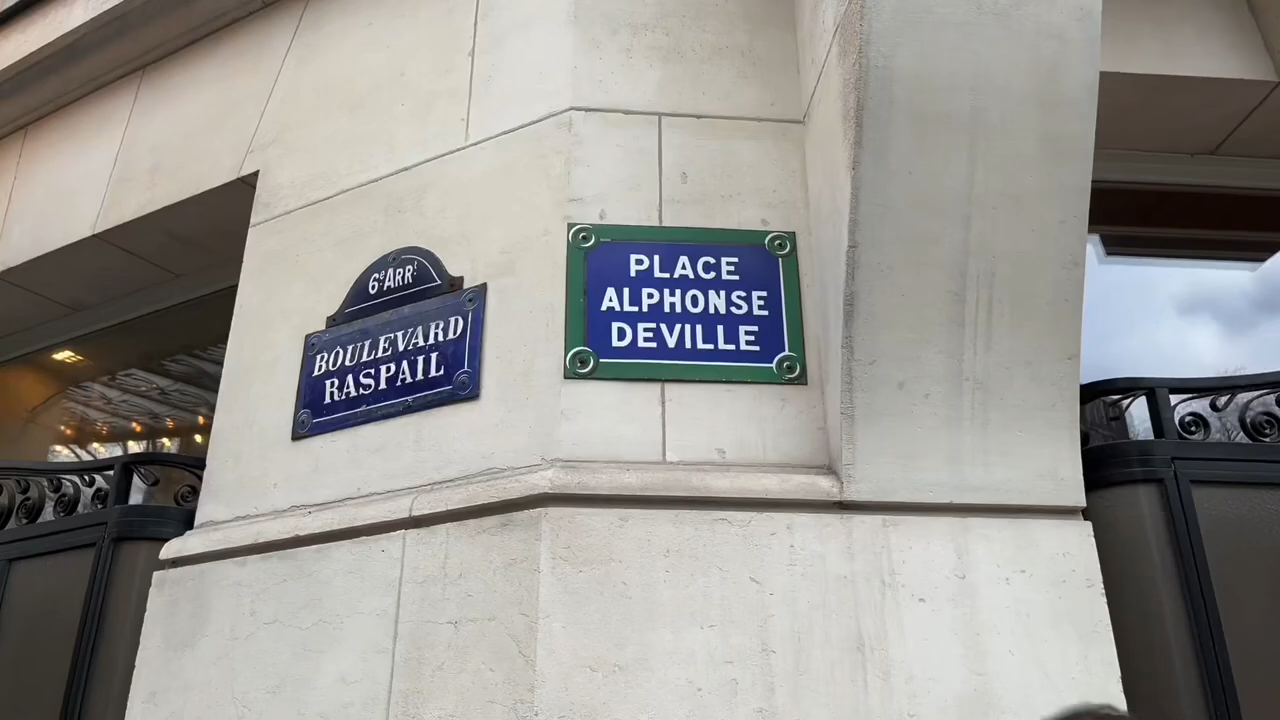 6e ARRt
BOULEVARD
RASPAIL
PLACE
ALPHONSE
DEVILLE